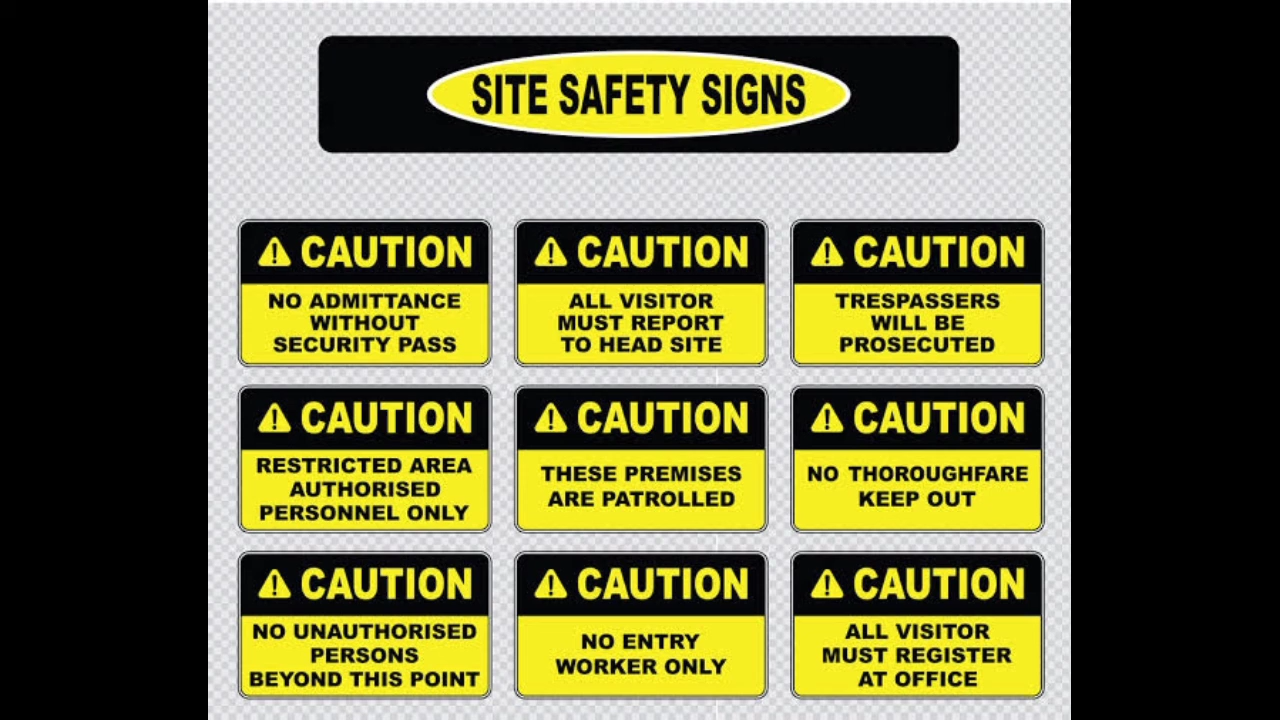 SITE SAFETY SIGNS
CAUTION
NO ADMITTANCE
WITHOUT
SECURITY PASS
CAUTION
ALL VISITOR
MUST REPORT
TO HEAD SITE
CAUTION
TRESPASSERS
WILL BE
PROSECUTED
CAUTION
RESTRICTED AREA
AUTHORISED
PERSONNEL ONLY
CAUTION
THESE PREMISES
ARE PATROLLED
CAUTION
NO THOROUGHFARE
KEEP OUT
CAUTION
NO UNAUTHORISED
PERSONS
BEYOND THIS POINT
CAUTION
NO ENTRY
WORKER ONLY
CAUTION
ALL VISITOR
MUST REGISTER
AT OFFICE